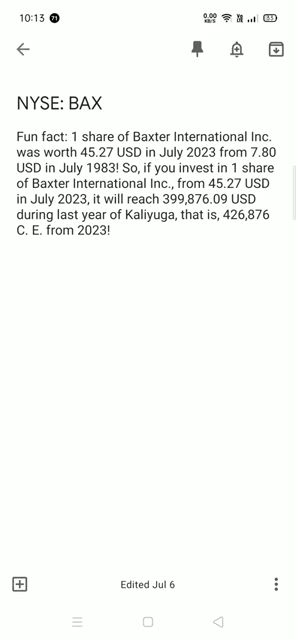 10:13 71 0.00 KB/S 53
NYSE: BAX
Fun fact: 1 share of Baxter International Inc.
was worth 45.27 USD in July 2023 from 7.80
USD in July 1983! So, if you invest in 1 share
of Baxter International Inc., from 45.27 USD
in July 2023, it will reach 399,876.09 USD
during last year of Kaliyuga, that is, 426,876
C. E. from 2023!
Edited Jul 6